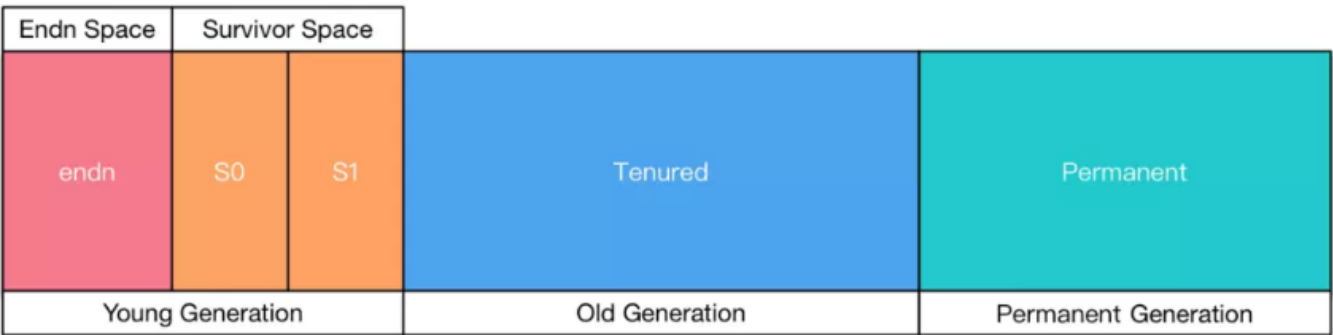 Endn Space Survivor Space
endn S0 S1 Tenured Permanent
Young Generation Old Generation Permanent Generation